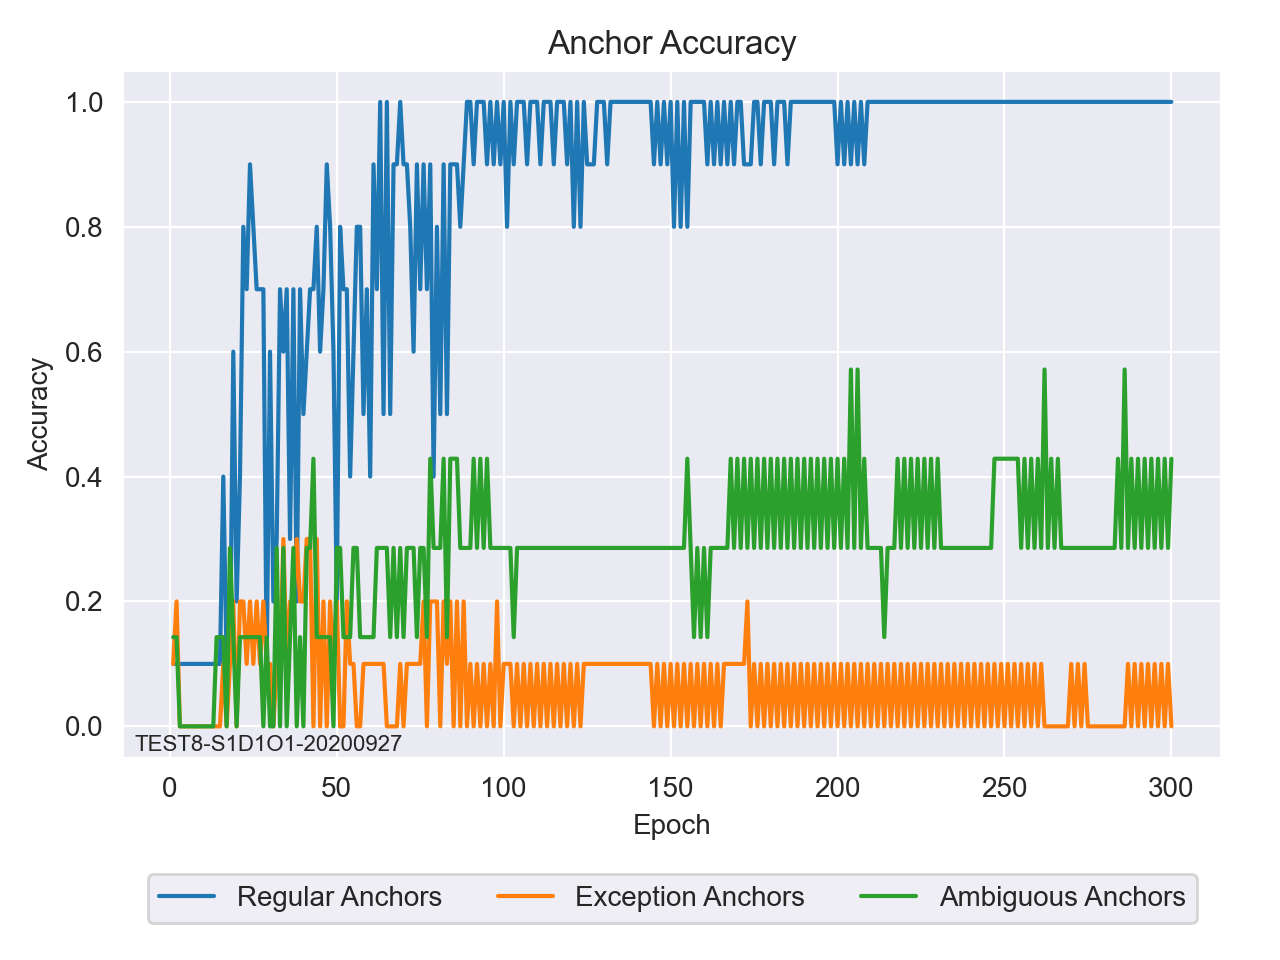 Anchor Accuracy
1.0
0.8
0.6
0.4
0.2
0.0
Accuracy
TEST8-S1D1O1-20200927
0 50 100 150 200 250 300
Epoch
Regular Anchors Exception Anchors Ambiguous Anchors